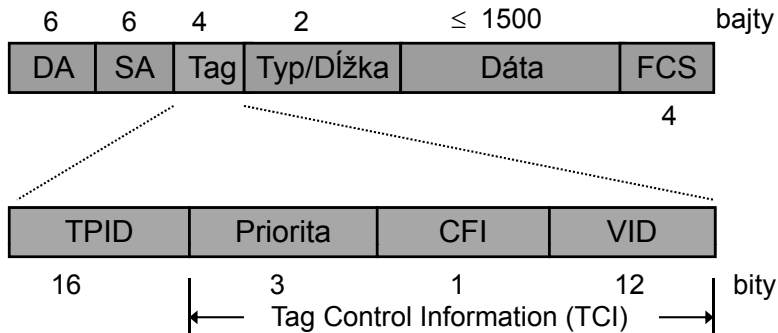 6 6 4 2 ≤ 1500 bajty
DA SA Tag Typ/Dĺžka Dáta FCS
4
TPID Priorita CFI VID
16 3 1 12 bity
Tag Control Information (TCI)